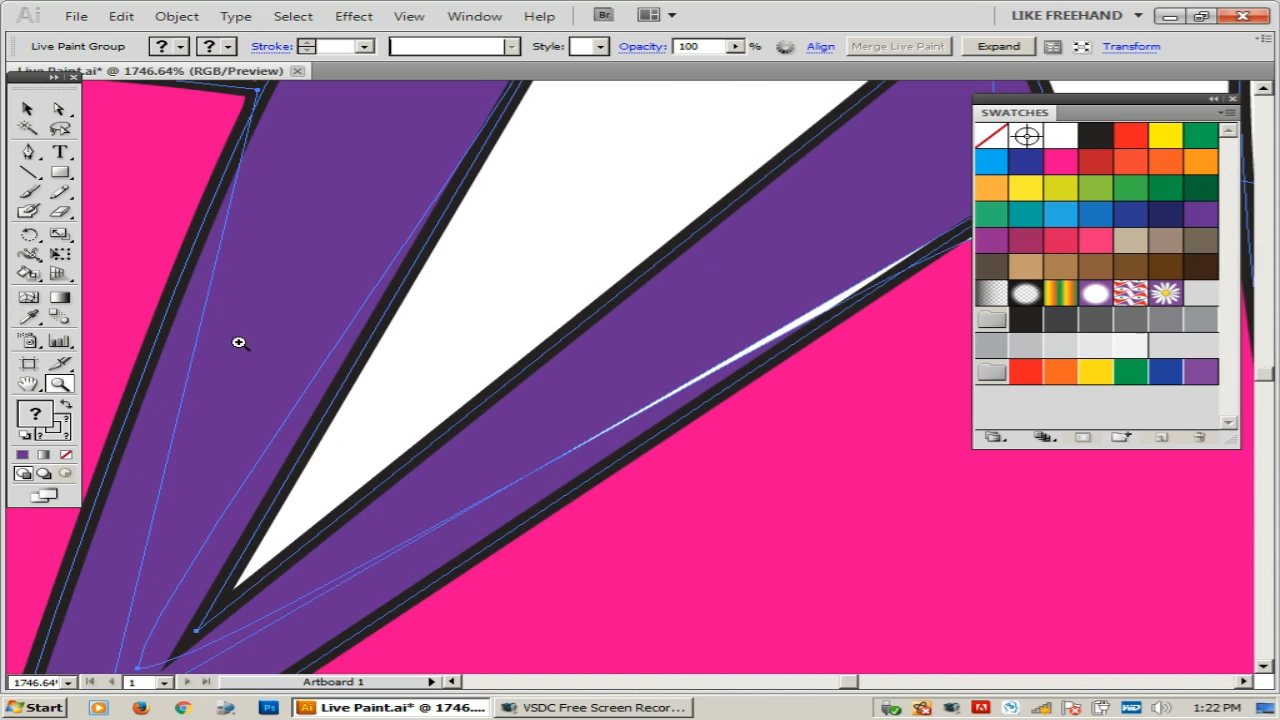 Ai File Edit Object Type Select Effect View Window Help Br LIKE FREEHAND
Live Paint Group ? ? Stroke: Style: Opacity: 100 % Align Merge Live Paint Expand Transform
Live Paint.ai* @ 1746.64% (RGB/Preview)
SWATCHES
T
?
?
?
1746.64% 1 Artboard 1
Start Ps Ai Live Paint.ai* @ 1746.... VSDC Free Screen Recor... 1:22 PM